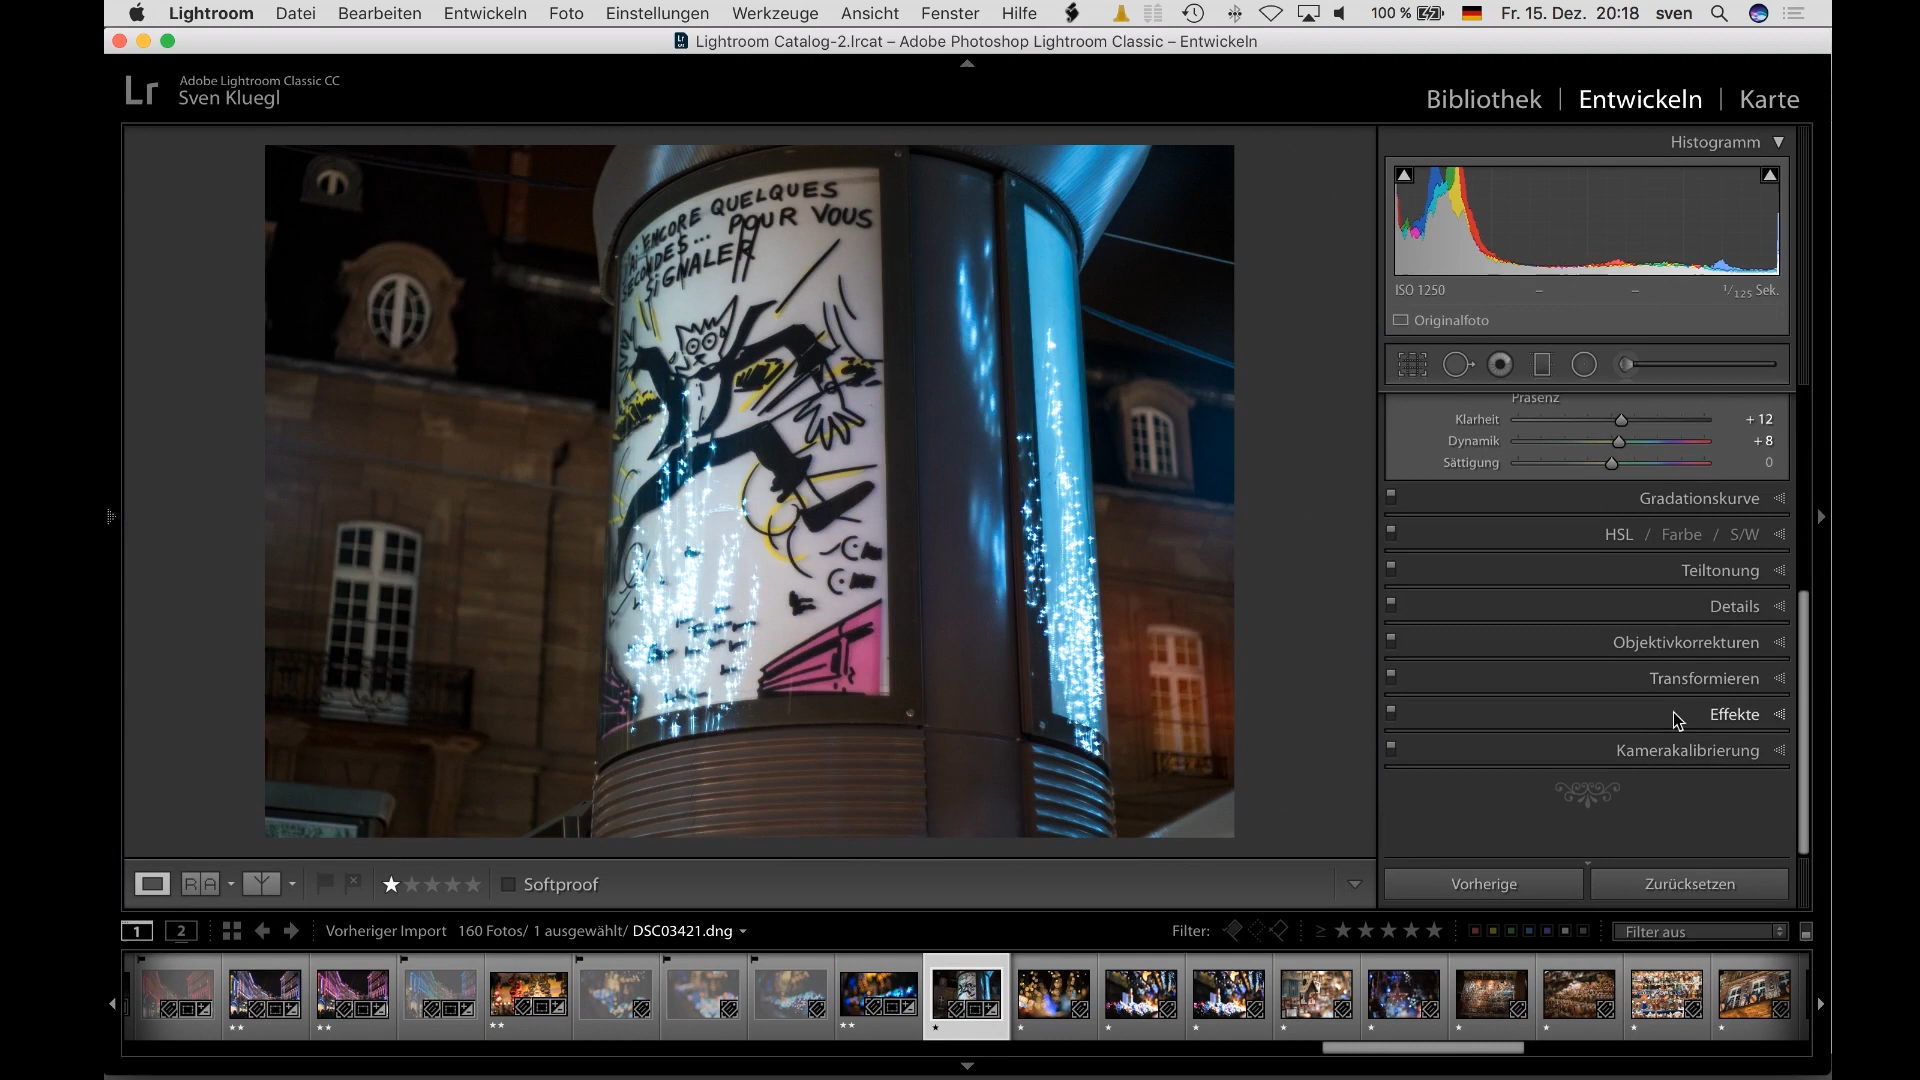 Lightroom Datei Bearbeiten Entwickeln Foto Einstellungen Werkzeuge Ansicht Fenster Hilfe 100 % Fr. 15. Dez. 20:18 sven
Lightroom Catalog-2.lrcat – Adobe Photoshop Lightroom Classic – Entwickeln
Lr
Adobe Lightroom Classic CC
Sven Kluegl
Bibliothek | Entwickeln | Karte
Histogramm
ISO 1250 – – 1/125 Sek.
Originalfoto
Präsenz
Klarheit + 12
Dynamik + 8
Sättigung 0
Gradationskurve
HSL / Farbe / S/W
Teiltonung
Details
Objektivkorrekturen
Transformieren
Effekte
Kamerakalibrierung
ENCORE QUELQUES
SECONDES... POUR VOUS
SIGNALER
R A Y Softproof
Vorherige Zurücksetzen
1 2 Vorheriger Import 160 Fotos/ 1 ausgewählt/ DSC03421.dng Filter: ≥ Filter aus